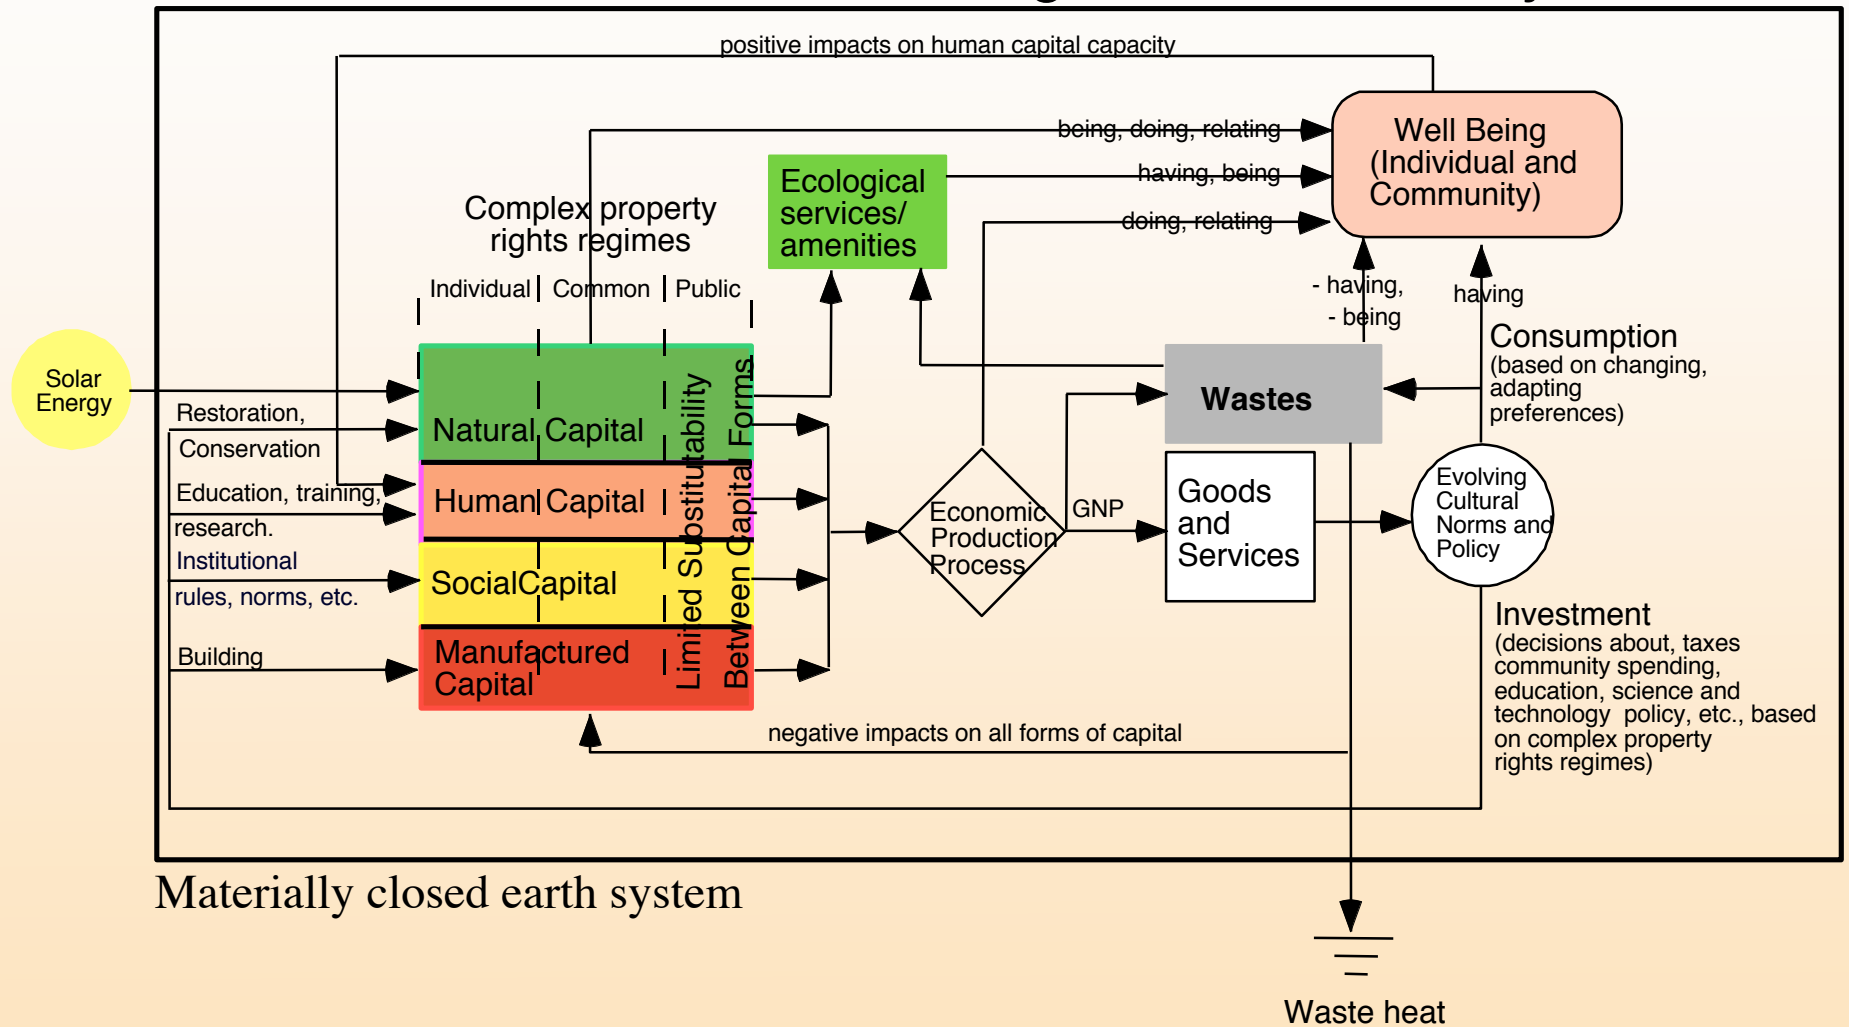 positive impacts on human capital capacity
being, doing, relating
Well Being
(Individual and
Community)
having, being
Ecological
services/
amenities
doing, relating
Complex property
rights regimes
Individual
Common
Public
- having,
- being
having
Solar
Energy
Restoration,
Conservation
Education, training,
research.
Institutional
rules, norms, etc.
Building
Natural Capital
Human Capital
SocialCapital
Manufactured
Capital
Limited Substitutability
Between Capital Forms
Economic
Production
Process
GNP
Wastes
Goods
and
Services
Consumption
(based on changing,
adapting
preferences)
Evolving
Cultural
Norms and
Policy
Investment
(decisions about, taxes
community spending,
education, science and
technology policy, etc., based
on complex property
rights regimes)
negative impacts on all forms of capital
Materially closed earth system
Waste heat